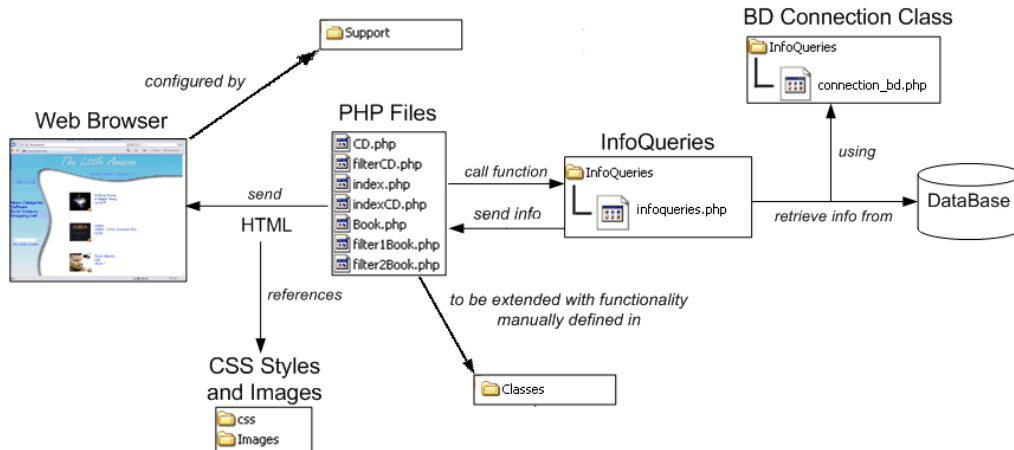 BD Connection Class
InfoQueries
connection_bd.php
Support
configured by
Web Browser
The Little Amazon
PHP Files
CD.php
filterCD.php
index.php
indexCD.php
Book.php
filter1Book.php
filter2Book.php
send
HTML
call function
send info
InfoQueries
InfoQueries
infoqueries.php
using
retrieve info from
DataBase
references
to be extended with functionality
manually defined in
CSS Styles
and Images
css
Images
Classes